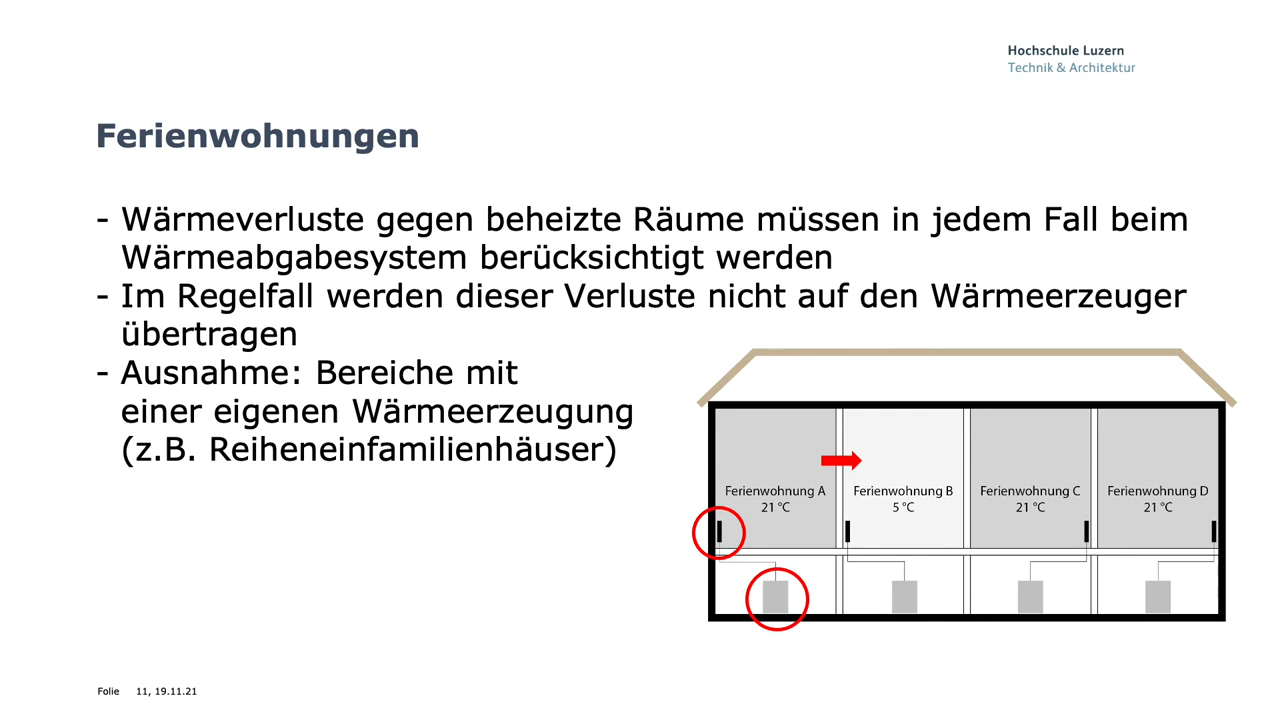 Hochschule Luzern
Technik & Architektur
Ferienwohnungen
- Wärmeverluste gegen beheizte Räume müssen in jedem Fall beim
Wärmeabgabesystem berücksichtigt werden
- Im Regelfall werden dieser Verluste nicht auf den Wärmeerzeuger
übertragen
- Ausnahme: Bereiche mit
einer eigenen Wärmeerzeugung
(z.B. Reiheneinfamilienhäuser)
Ferienwohnung A
21 °C
Ferienwohnung B
5 °C
Ferienwohnung C
21 °C
Ferienwohnung D
21 °C
Folie 11, 19.11.21